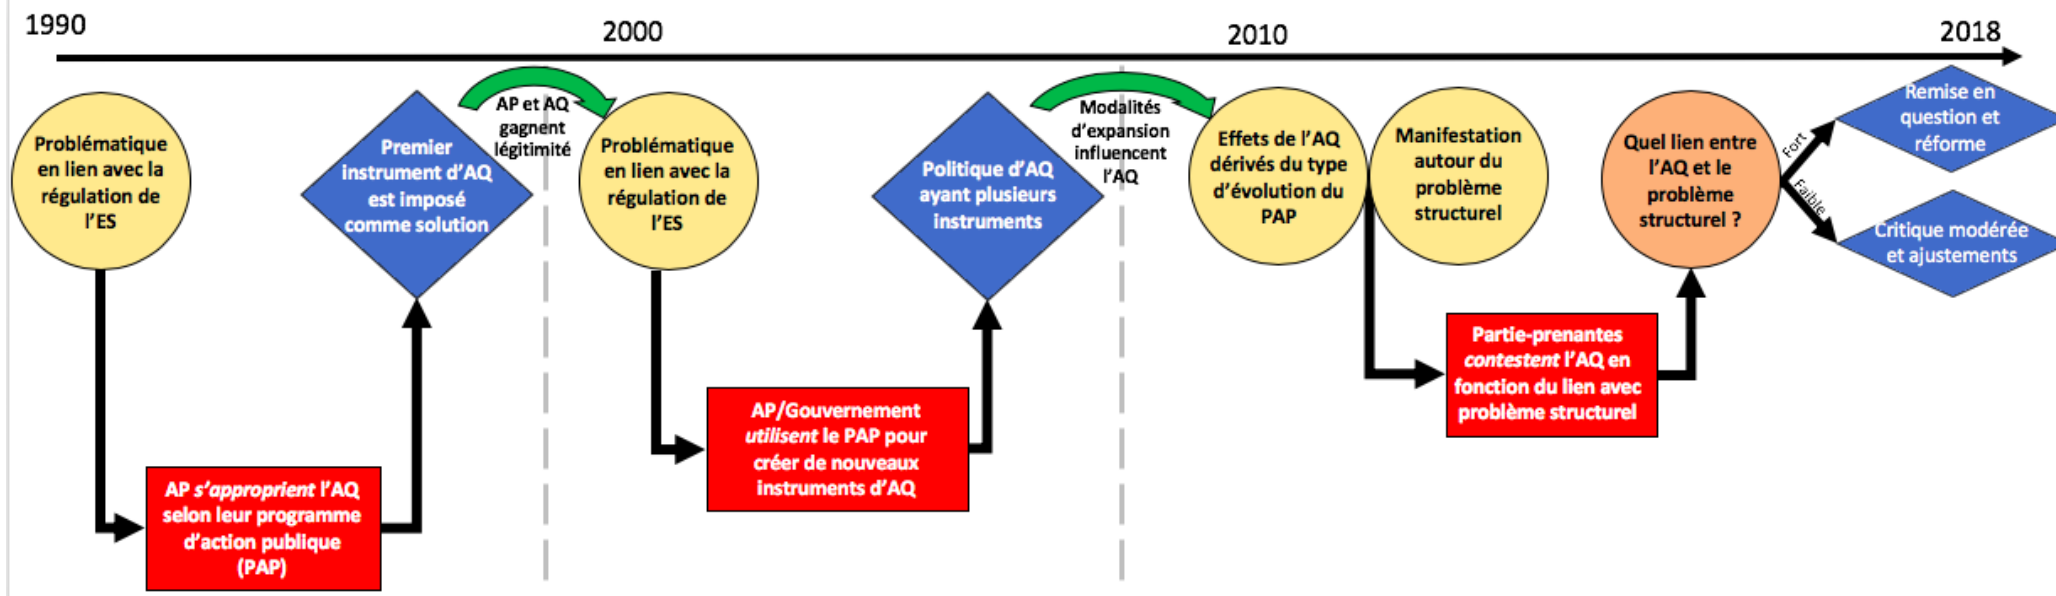 1990
2000
2010
2018
Problématique
en lien avec la
régulation de
l'ES
AP s'approprient l'AQ
selon leur programme
d'action publique
(PAP)
Premier
instrument d'AQ
est imposé
comme solution
AP et AQ
gagnent
légitimité
Problématique
en lien avec la
régulation de
l'ES
AP/Gouvernement
utilisent le PAP pour
créer de nouveaux
instruments d'AQ
Politique d'AQ
ayant plusieurs
instruments
Modalités
d'expansion
influencent
l'AQ
Effets de l'AQ
dérivés du type
d'évolution du
PAP
Manifestation
autour du
problème
structurel
Partie-prenantes
contestent l'AQ en
fonction du lien avec
problème structurel
Quel lien entre
l'AQ et le
problème
structurel ?
Fort
Faible
Remise en
question et
réforme
Critique modérée
et ajustements